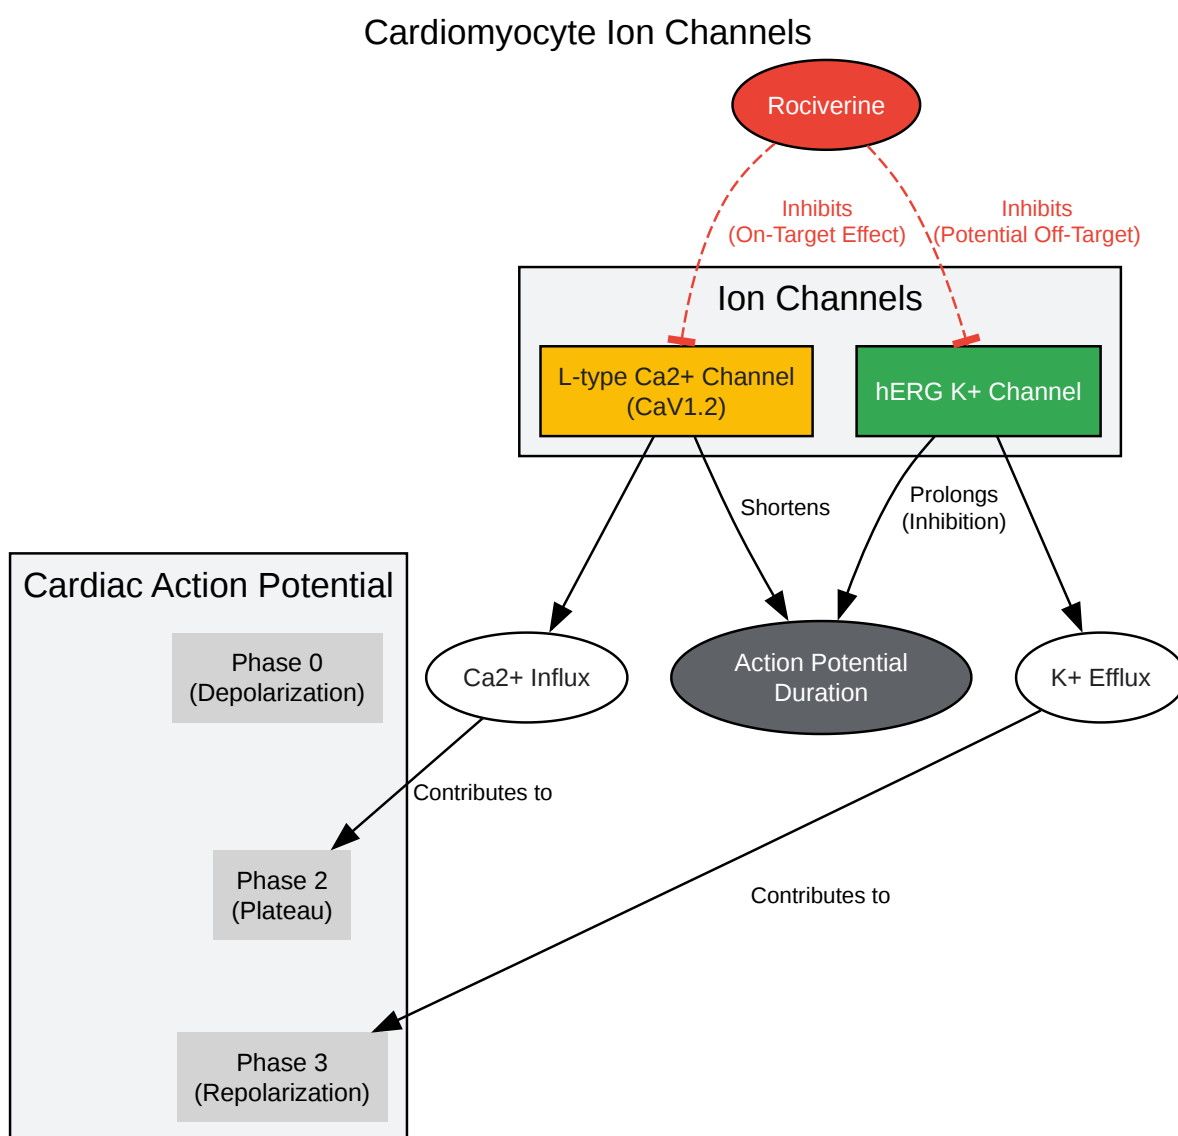 Cardiomyocyte Ion Channels
Rociverine
Inhibits
(On-Target Effect)
Inhibits
(Potential Off-Target)
Ion Channels
L-type Ca2+ Channel
(CaV1.2)
hERG K+ Channel
Shortens
Prolongs
(Inhibition)
Cardiac Action Potential
Phase 0
(Depolarization)
Ca2+ Influx
Action Potential
Duration
K+ Efflux
Contributes to
Phase 2
(Plateau)
Contributes to
Phase 3
(Repolarization)